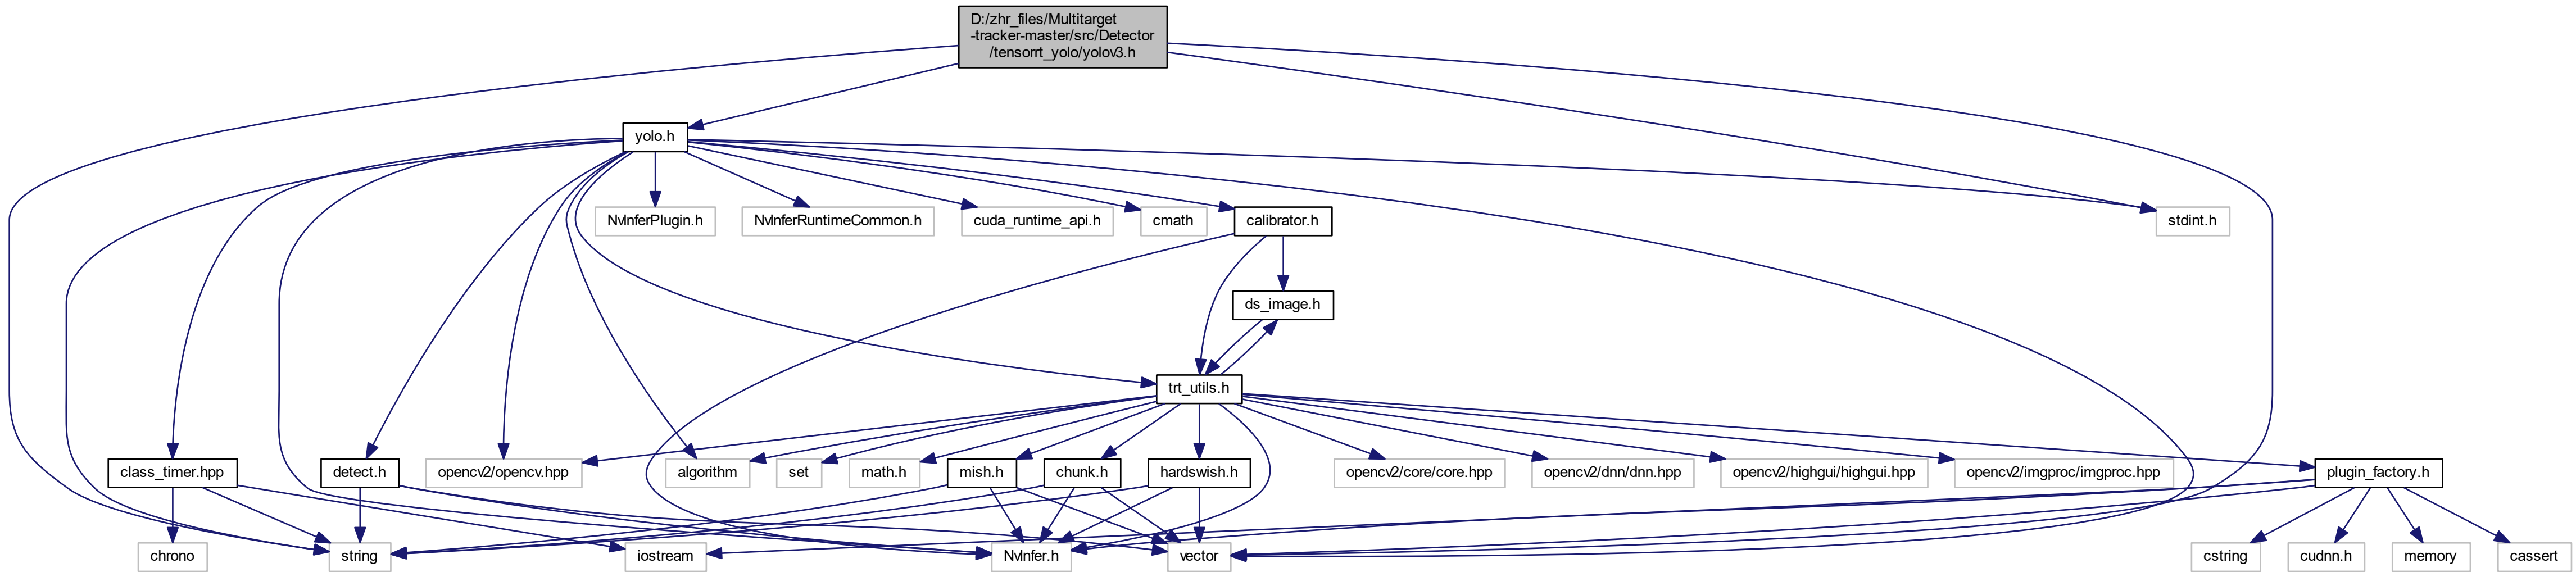 D:/zhr_files/Multitarget
-tracker-master/src/Detector
/tensorrt_yolo/yolov3.h
yolo.h
NvInferPlugin.h
NvInferRuntimeCommon.h
cuda_runtime_api.h
cmath
calibrator.h
stdint.h
ds_image.h
trt_utils.h
class_timer.hpp
detect.h
opencv2/opencv.hpp
algorithm
set
math.h
mish.h
chunk.h
hardswish.h
opencv2/core/core.hpp
opencv2/dnn/dnn.hpp
opencv2/highgui/highgui.hpp
opencv2/imgproc/imgproc.hpp
plugin_factory.h
chrono
string
iostream
NvInfer.h
vector
cstring
cudnn.h
memory
cassert